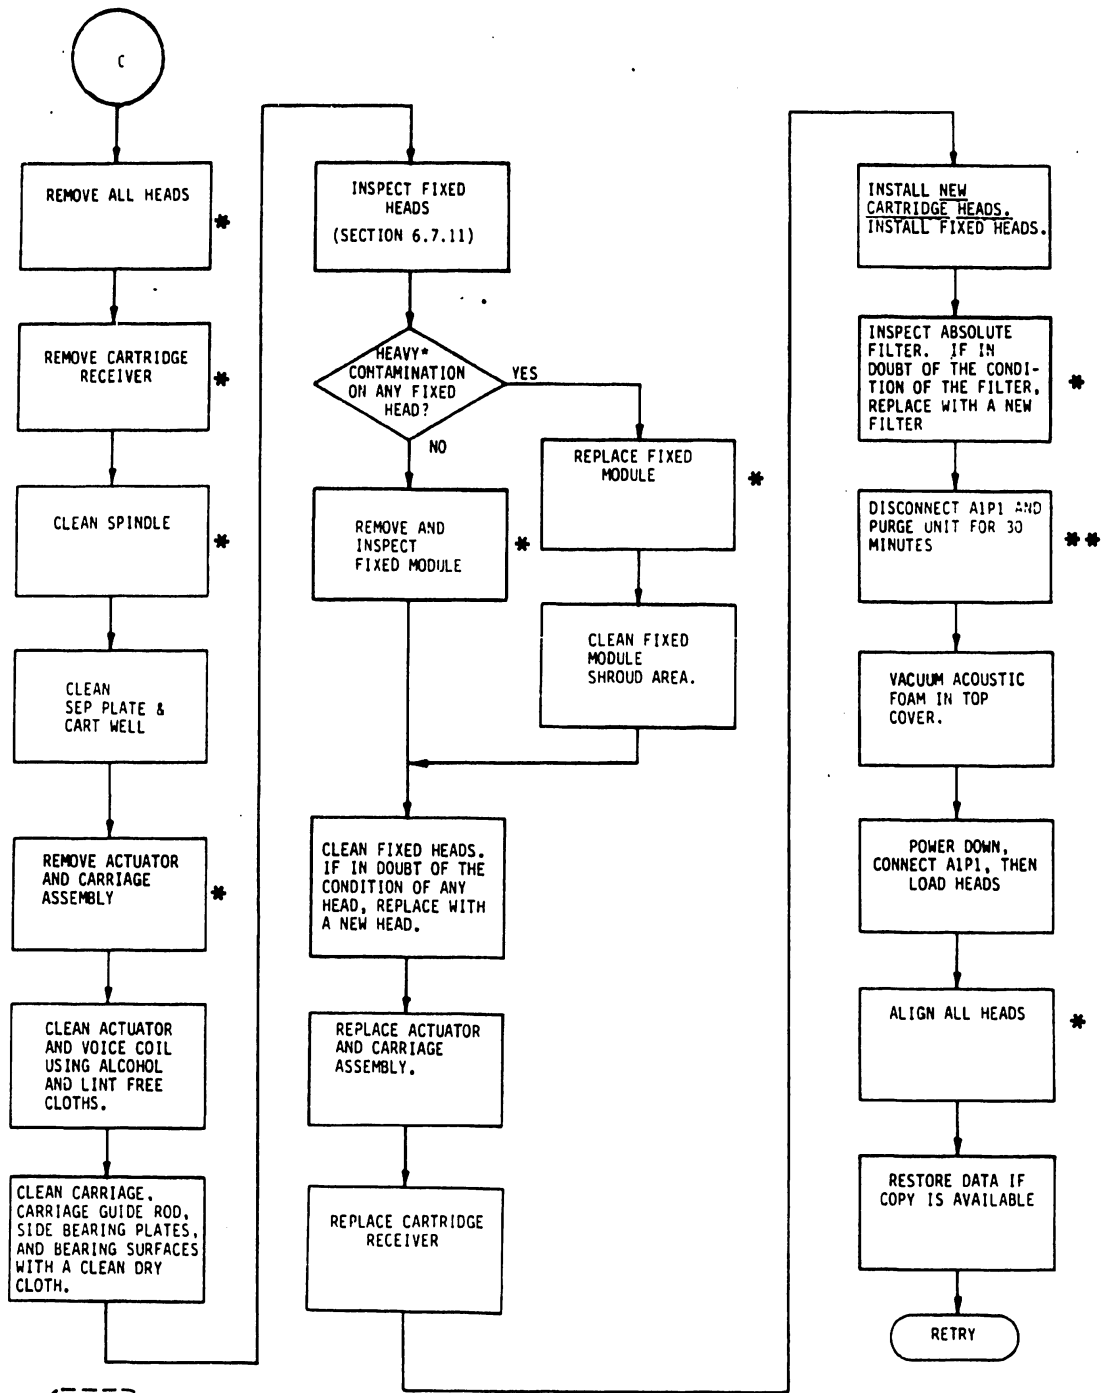 C
REMOVE ALL HEADS
*
REMOVE CARTRIDGE
RECEIVER
*
CLEAN SPINDLE
*
CLEAN
SEP PLATE &
CART WELL
REMOVE ACTUATOR
AND CARRIAGE
ASSEMBLY
*
CLEAN ACTUATOR
AND VOICE COIL
USING ALCOHOL
AND LINT FREE
CLOTHS.
CLEAN CARRIAGE,
CARRIAGE GUIDE ROD,
SIDE BEARING PLATES,
AND BEARING SURFACES
WITH A CLEAN DRY
CLOTH.
INSPECT FIXED
HEADS
(SECTION 6.7.11)
HEAVY*
CONTAMINATION
ON ANY FIXED
HEAD?
YES
NO
REPLACE FIXED
MODULE
*
REMOVE AND
INSPECT
FIXED MODULE
*
CLEAN FIXED
MODULE
SHROUD AREA.
CLEAN FIXED HEADS.
IF IN DOUBT OF THE
CONDITION OF ANY
HEAD, REPLACE WITH
A NEW HEAD.
REPLACE ACTUATOR
AND CARRIAGE
ASSEMBLY.
REPLACE CARTRIDGE
RECEIVER
INSTALL NEW
CARTRIDGE HEADS.
INSTALL FIXED HEADS.
INSPECT ABSOLUTE
FILTER. IF IN
DOUBT OF THE CONDI-
TION OF THE FILTER,
REPLACE WITH A NEW
FILTER
*
DISCONNECT A1P1 AND
PURGE UNIT FOR 30
MINUTES
**
VACUUM ACOUSTIC
FOAM IN TOP
COVER.
POWER DOWN,
CONNECT A1P1, THEN
LOAD HEADS
ALIGN ALL HEADS
*
RESTORE DATA IF
COPY IS AVAILABLE
RETRY